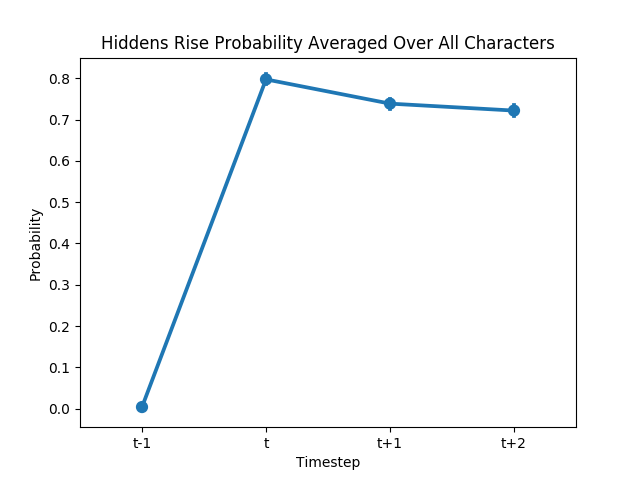 Hiddens Rise Probability Averaged Over All Characters
0.8
0.7
0.6
0.5
0.4
0.3
0.2
0.1
0.0
Probability
t-1 t t+1 t+2
Timestep